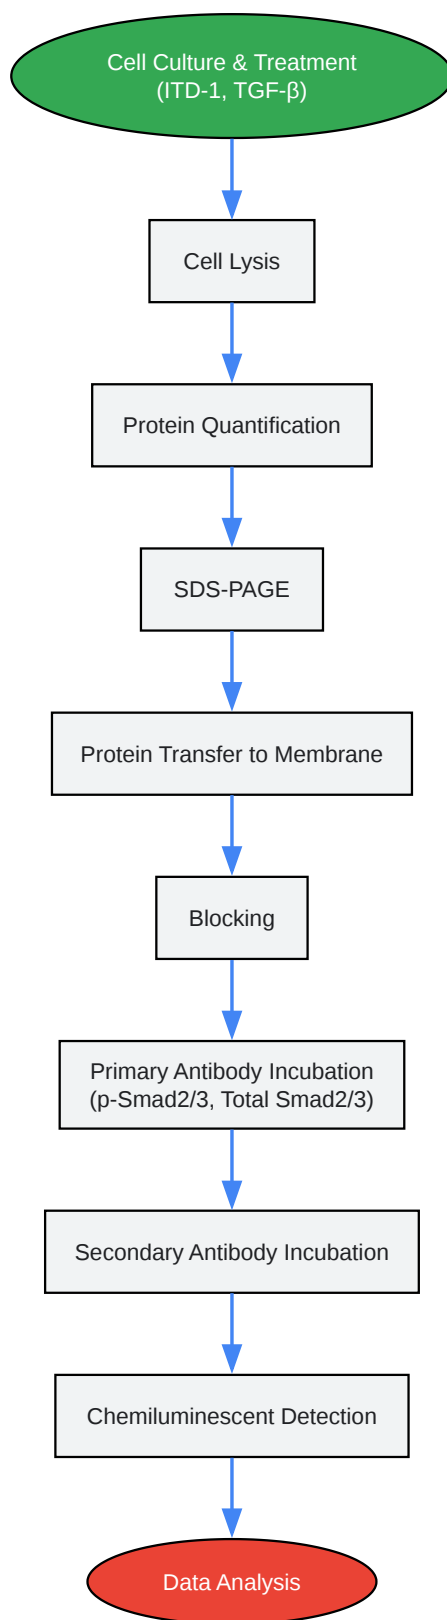 Cell Culture & Treatment
(ITD-1, TGF-β)
Cell Lysis
Protein Quantification
SDS-PAGE
Protein Transfer to Membrane
Blocking
Primary Antibody Incubation
(p-Smad2/3, Total Smad2/3)
Secondary Antibody Incubation
Chemiluminescent Detection
Data Analysis